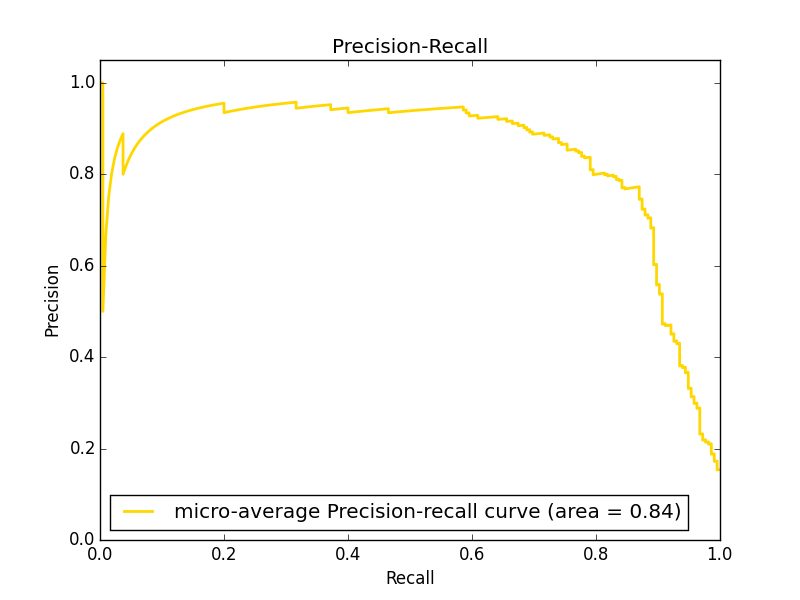 Precision-Recall
1.0
0.8
0.6
0.4
0.2
0.0
Precision
micro-average Precision-recall curve (area = 0.84)
0.0 0.2 0.4 0.6 0.8 1.0
Recall